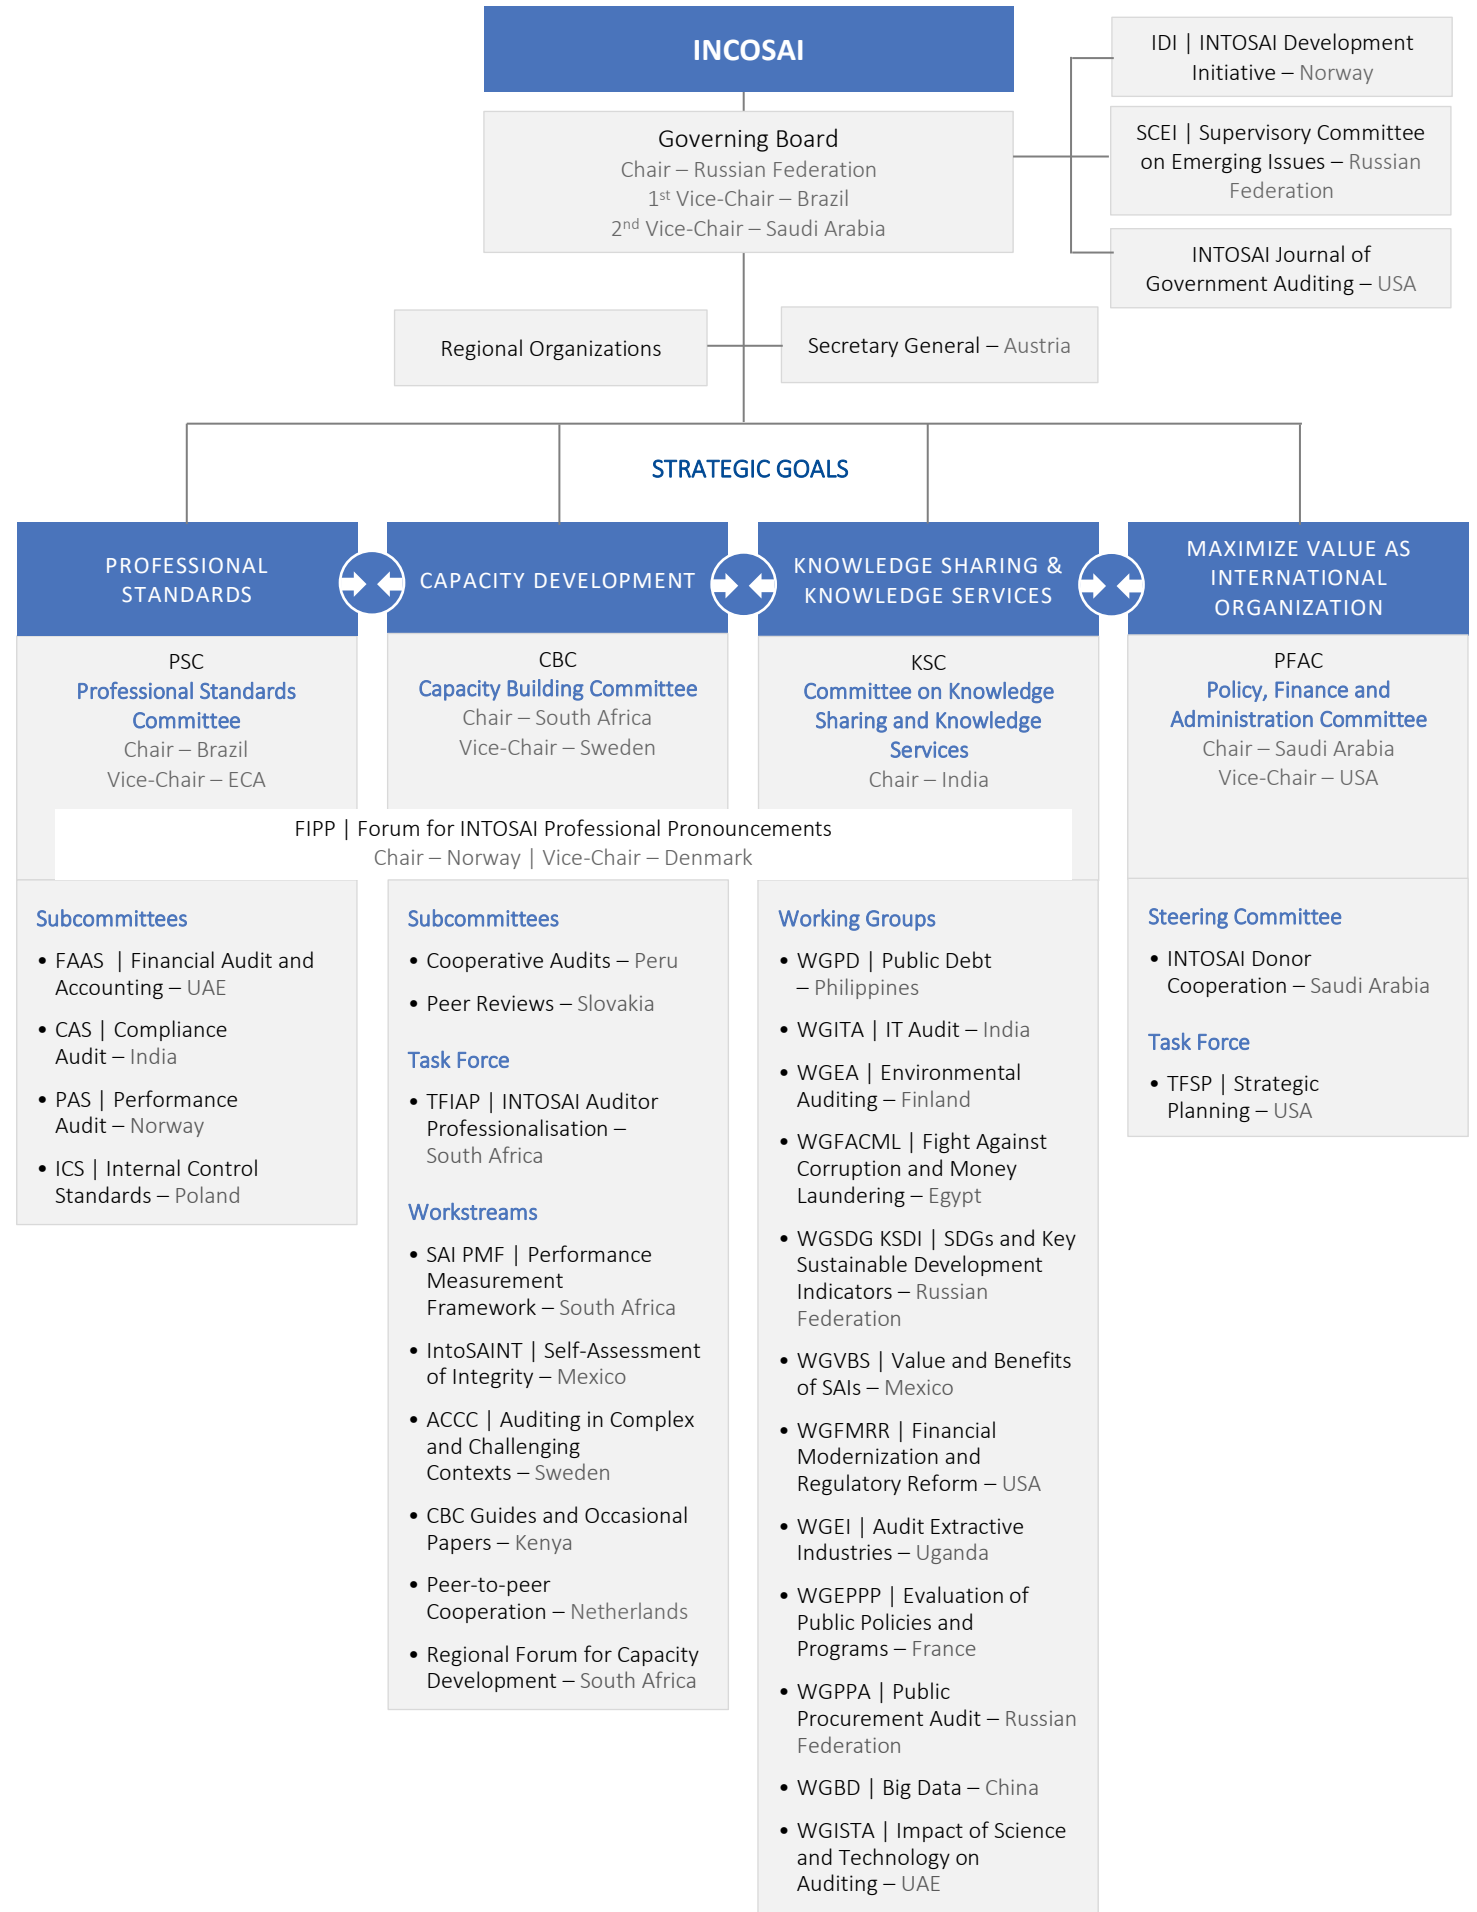 INCOSAI
Governing Board
Chair – Russian Federation
1st Vice-Chair – Brazil
2nd Vice-Chair – Saudi Arabia
IDI | INTOSAI Development
Initiative – Norway
SCEI | Supervisory Committee
on Emerging Issues – Russian
Federation
INTOSAI Journal of
Government Auditing – USA
Regional Organizations
Secretary General – Austria
STRATEGIC GOALS
PROFESSIONAL
STANDARDS
CAPACITY DEVELOPMENT
KNOWLEDGE SHARING &
KNOWLEDGE SERVICES
MAXIMIZE VALUE AS
INTERNATIONAL
ORGANIZATION
PSC
Professional Standards
Committee
Chair – Brazil
Vice-Chair – ECA
CBC
Capacity Building Committee
Chair – South Africa
Vice-Chair – Sweden
KSC
Committee on Knowledge
Sharing and Knowledge
Services
Chair – India
PFAC
Policy, Finance and
Administration Committee
Chair – Saudi Arabia
Vice-Chair – USA
FIPP | Forum for INTOSAI Professional Pronouncements
Chair – Norway | Vice-Chair – Denmark
Subcommittees
• FAAS | Financial Audit and
Accounting – UAE
• CAS | Compliance
Audit – India
• PAS | Performance
Audit – Norway
• ICS | Internal Control
Standards – Poland
Subcommittees
• Cooperative Audits – Peru
• Peer Reviews – Slovakia
Task Force
• TFIAP | INTOSAI Auditor
Professionalisation –
South Africa
Workstreams
• SAI PMF | Performance
Measurement
Framework – South Africa
• IntoSAINT | Self-Assessment
of Integrity – Mexico
• ACCC | Auditing in Complex
and Challenging
Contexts – Sweden
• CBC Guides and Occasional
Papers – Kenya
• Peer-to-peer
Cooperation – Netherlands
• Regional Forum for Capacity
Development – South Africa
Working Groups
• WGPD | Public Debt
– Philippines
• WGITA | IT Audit – India
• WGEA | Environmental
Auditing – Finland
• WGFACML | Fight Against
Corruption and Money
Laundering – Egypt
• WGSDG KSDI | SDGs and Key
Sustainable Development
Indicators – Russian
Federation
• WGVBS | Value and Benefits
of SAIs – Mexico
• WGFMRR | Financial
Modernization and
Regulatory Reform – USA
• WGEI | Audit Extractive
Industries – Uganda
• WGEPPP | Evaluation of
Public Policies and
Programs – France
• WGPPA | Public
Procurement Audit – Russian
Federation
• WGBD | Big Data – China
• WGISTA | Impact of Science
and Technology on
Auditing – UAE
Steering Committee
• INTOSAI Donor
Cooperation – Saudi Arabia
Task Force
• TFSP | Strategic
Planning – USA